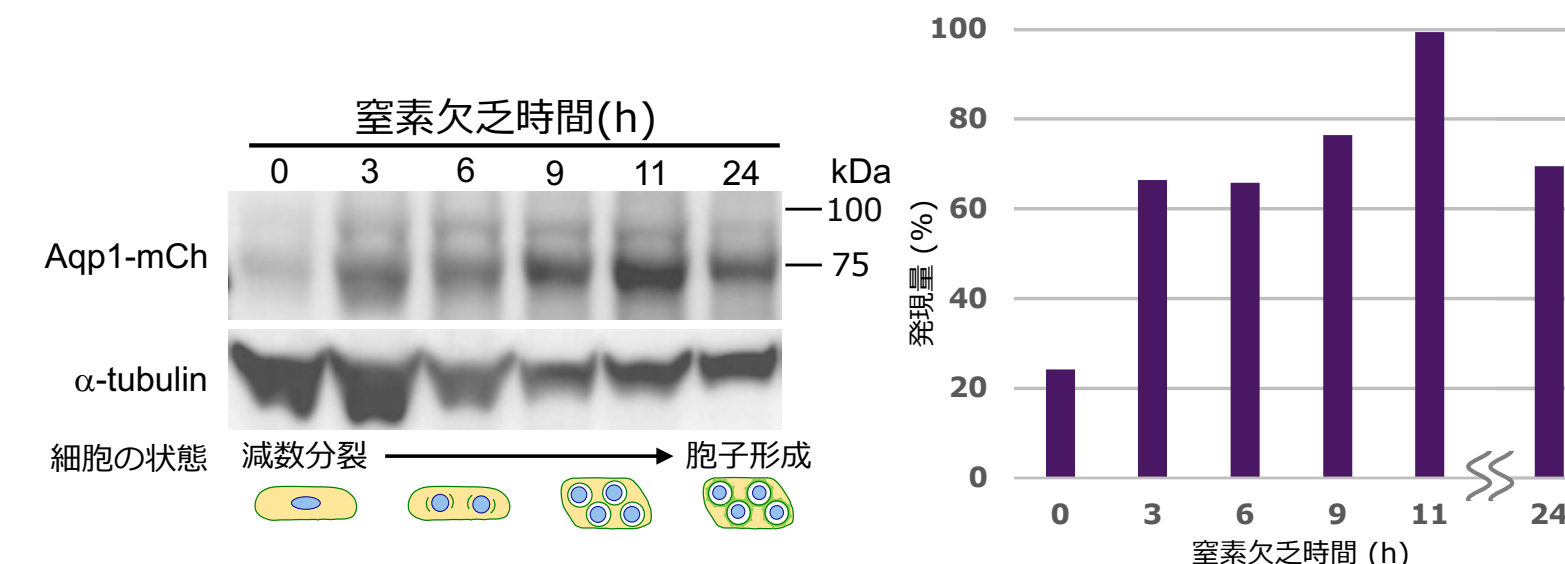 窒素欠乏時間(h)
0 3 6 9 11 24 kDa
100
Aqp1-mCh
75
α-tubulin
細胞の状態 減数分裂 胞子形成
100
80
60
40
20
0
発現量 (%)
0 3 6 9 11 24
窒素欠乏時間 (h)